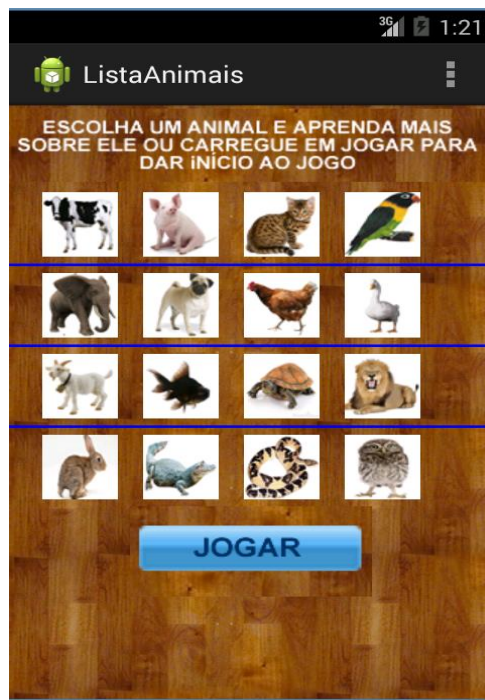 3G 1:21
ListaAnimais
ESCOLHA UM ANIMAL E APRENDA MAIS
SOBRE ELE OU CARREGUE EM JOGAR PARA
DAR iNÍCIO AO JOGO
JOGAR